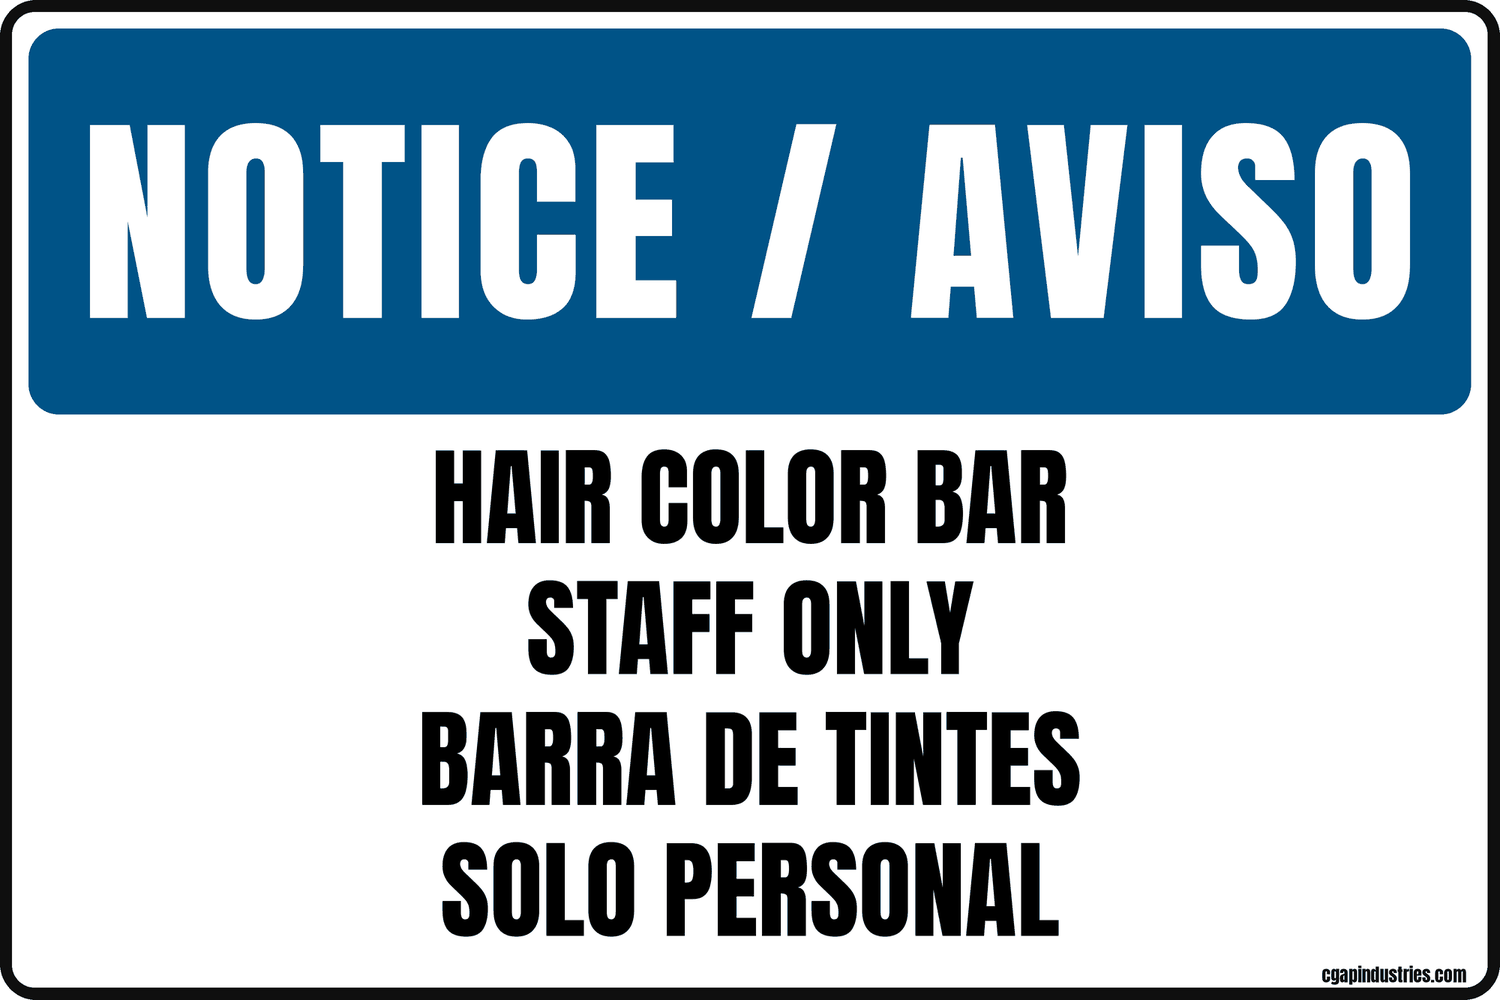 NOTICE / AVISO
HAIR COLOR BAR
STAFF ONLY
BARRA DE TINTES
SOLO PERSONAL
cgapindustries.com